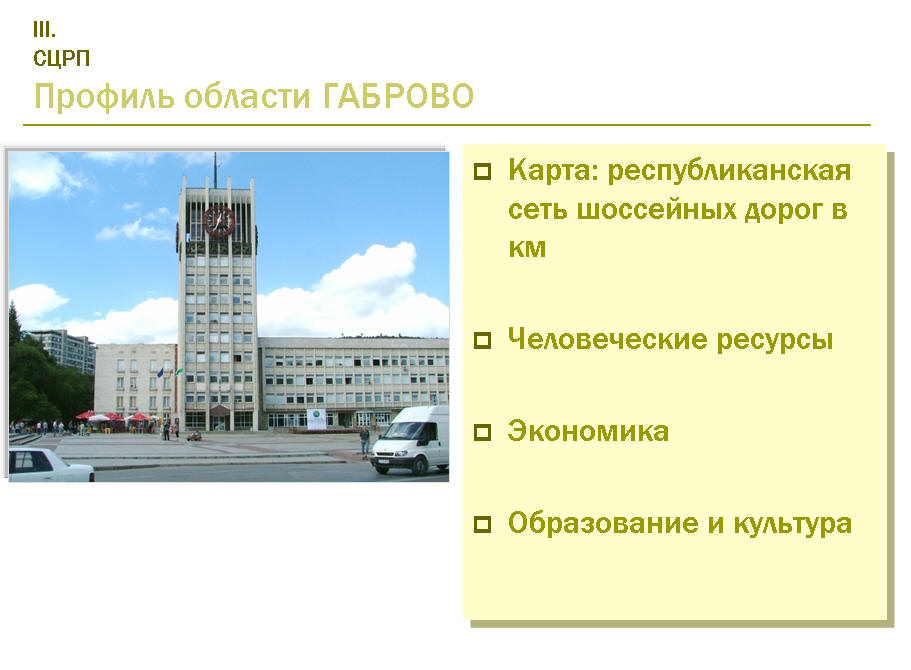 III.
СЦРП
Профиль области ГАБРОВО
Карта: республиканская
сеть шоссейных дорог в
км
Человеческие ресурсы
Экономика
Образование и культура